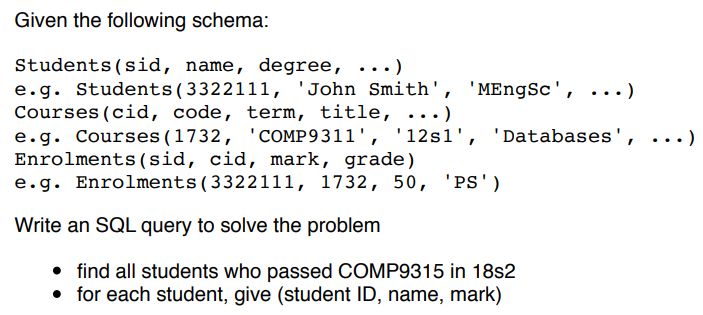 Given the following schema:
Students(sid, name, degree, ...)
e.g. Students(3322111, 'John Smith', 'MEngSc', ...)
Courses(cid, code, term, title, ...)
e.g. Courses(1732, 'COMP9311', '12s1', 'Databases', ...)
Enrolments(sid, cid, mark, grade)
e.g. Enrolments(3322111, 1732, 50, 'PS')
Write an SQL query to solve the problem
• find all students who passed COMP9315 in 18s2
• for each student, give (student ID, name, mark)